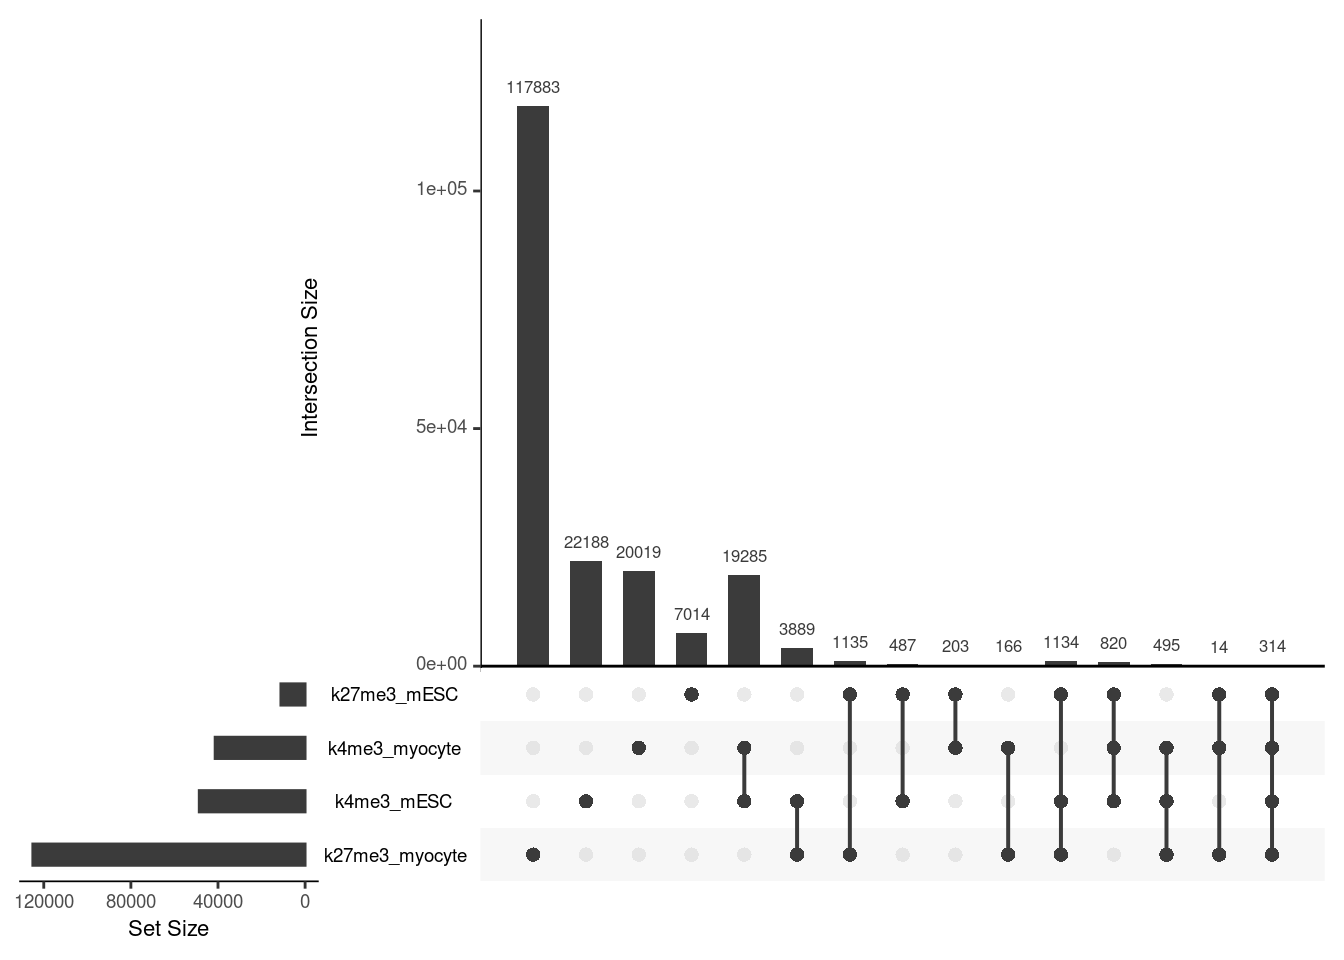 117883
1e+05
Intersection Size
5e+04
22188 20019 19285
7014
3889
1135 487 203 166 1134 820 495 14 314
0e+00
k27me3_mESC
k4me3_myocyte
k4me3_mESC
k27me3_myocyte
120000 80000 40000 0
Set Size